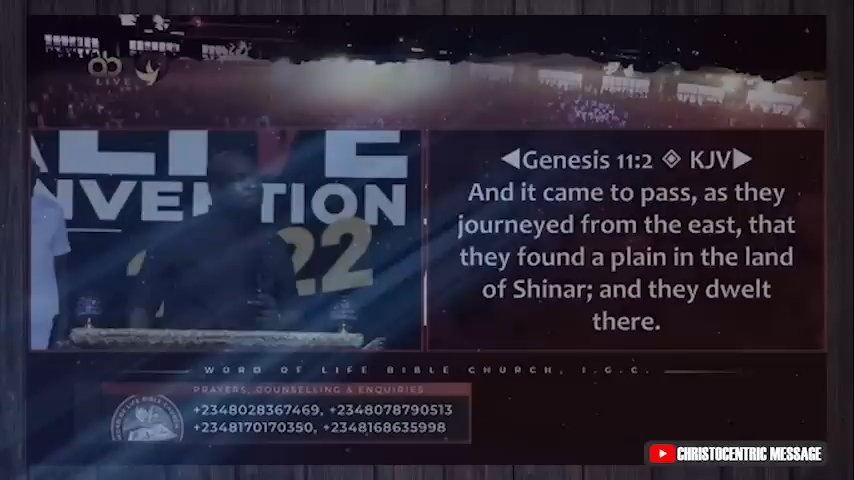 LIVE
NVENTION
22
◀Genesis 11:2 ◈ KJV▶
And it came to pass, as they
journeyed from the east, that
they found a plain in the land
of Shinar; and they dwelt
there.
WORD OF LIFE BIBLE CHURCH, I.G.C.
PRAYERS, COUNSELLING & ENQUIRIES
+2348028367469, +2348078790513
+2348170170350, +2348168635998
CHRISTOCENTRIC MESSAGE